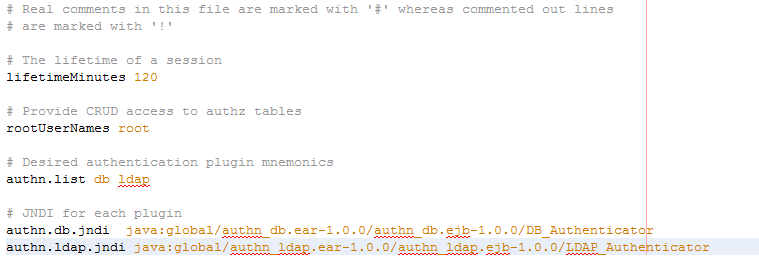 # Real comments in this file are marked with '#' whereas commented out lines
# are marked with '!'
# The lifetime of a session
lifetimeMinutes 120
# Provide CRUD access to authz tables
rootUserNames root
# Desired authentication plugin mnemonics
authn.list db ldap
# JNDI for each plugin
authn.db.jndi  java:global/authn_db.ear-1.0.0/authn_db.ejb-1.0.0/DB_Authenticator
authn.ldap.jndi java:global/authn_ldap.ear-1.0.0/authn_ldap.ejb-1.0.0/LDAP_Authenticator